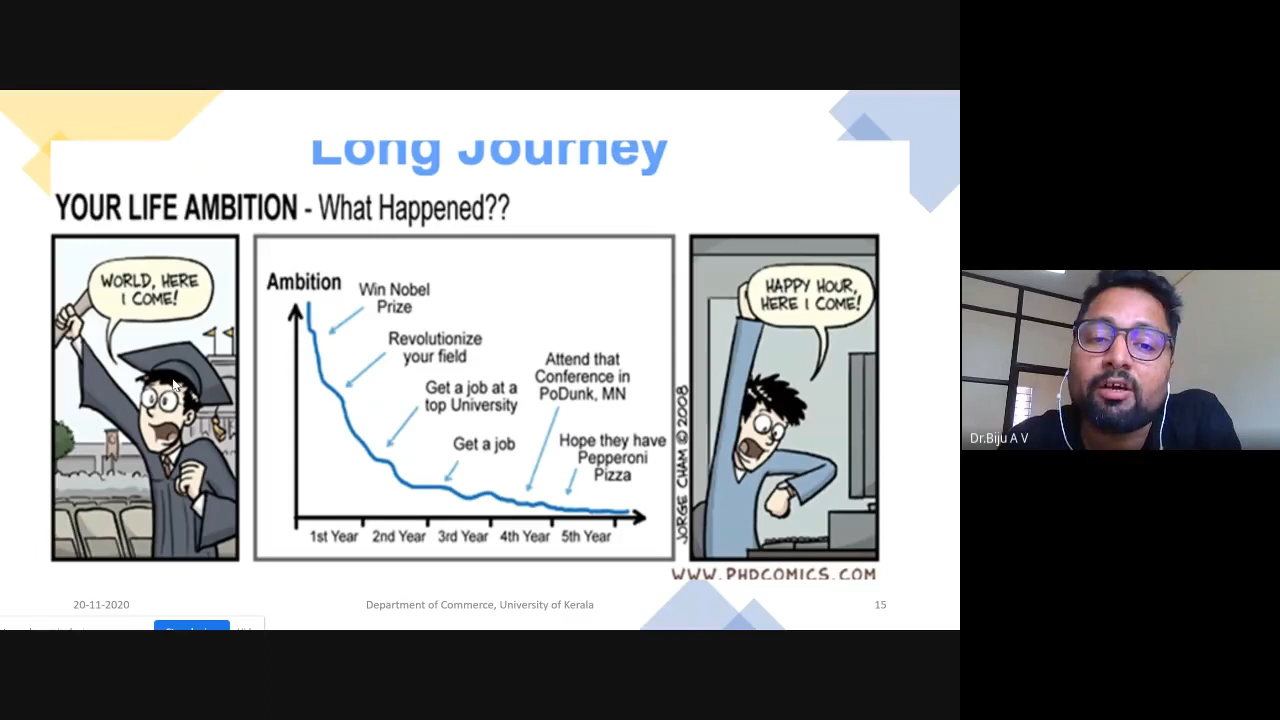 Long Journey
YOUR LIFE AMBITION - What Happened??
WORLD, HERE
I COME!
Ambition
Win Nobel
Prize
Revolutionize
your field
Get a job at a
top University
Get a job
Attend that
Conference in
PoDunk, MN
Hope they have
Pepperoni
Pizza
1st Year
2nd Year
3rd Year
4th Year
5th Year
JORGE CHAM © 2008
HAPPY HOUR,
HERE I COME!
WWW.PHDCOMICS.COM
20-11-2020
Department of Commerce, University of Kerala
15
Dr.Biju A V